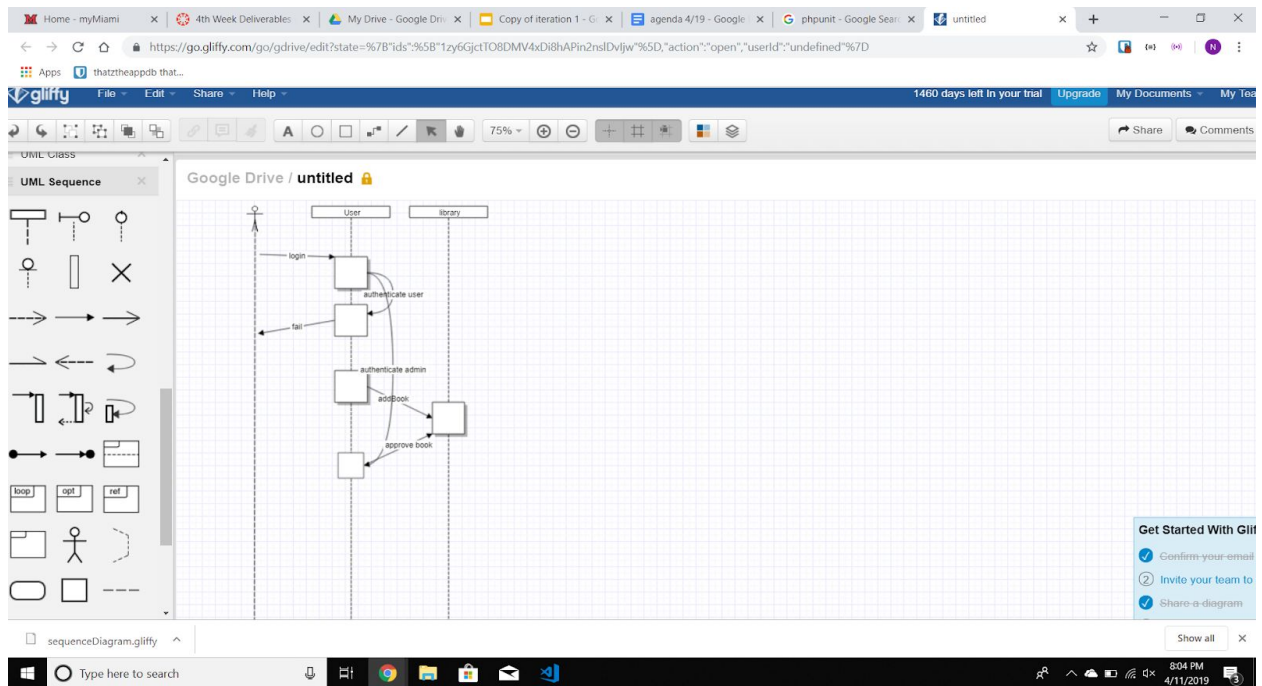 Home - myMiami
4th Week Deliverables
My Drive - Google Driv
Copy of iteration 1 - G
agenda 4/19 - Google
phpunit - Google Sear
untitled
https://go.gliffy.com/go/gdrive/edit?state=%7B"ids":%5B"1zy6GjctTO8DMV4xDi8hAPin2nslDvljw"%5D,"action":"open","userId":"undefined"%7D
N
Apps
thatztheappdb that...
gliffy
File
Edit
Share
Help
1460 days left in your trial
Upgrade
My Documents
My Tea
A
75%
Share
Comments
UML Class
UML Sequence
Google Drive / untitled
User
library
login
authenticate user
fail
authenticate admin
addBook
approve book
loop
opt
ref
Get Started With Glif
Confirm your email
2 Invite your team to
Share a diagram
sequenceDiagram.gliffy
Show all
Type here to search
8:04 PM
4/11/2019
3